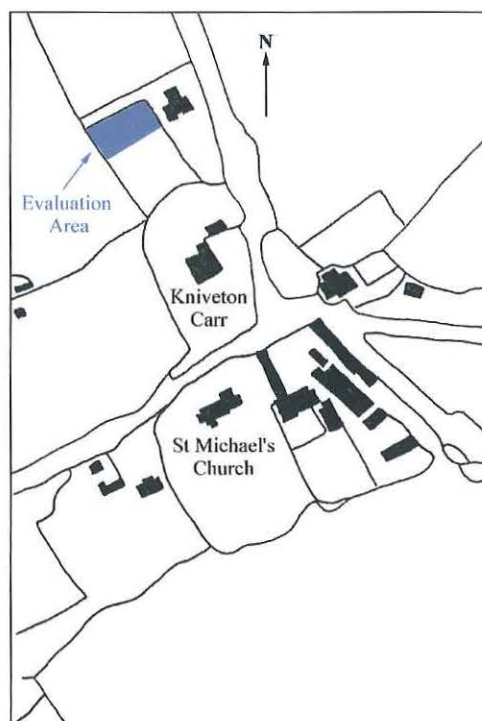 N
Evaluation
Area
Kniveton
Carr
St Michael's
Church